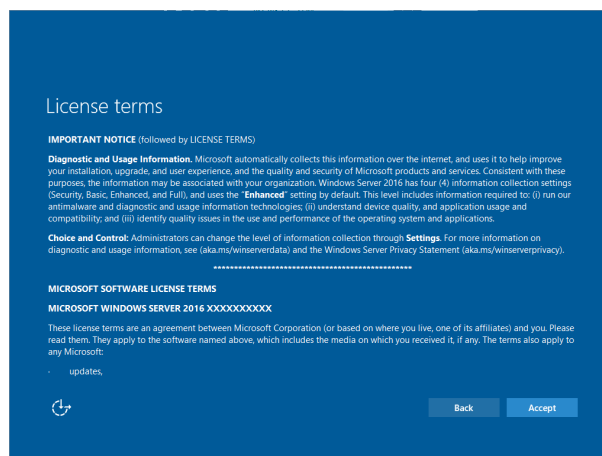 License terms
IMPORTANT NOTICE (followed by LICENSE TERMS)
Diagnostic and Usage Information. Microsoft automatically collects this information over the internet, and uses it to help improve
your installation, upgrade, and user experience, and the quality and security of Microsoft products and services. Consistent with these
purposes, the information may be associated with your organization. Windows Server 2016 has four (4) information collection settings
(Security, Basic, Enhanced, and Full), and uses the "Enhanced" setting by default. This level includes information required to: (i) run our
antimalware and diagnostic and usage information technologies; (ii) understand device quality, and application usage and
compatibility; and (iii) identify quality issues in the use and performance of the operating system and applications.
Choice and Control: Administrators can change the level of information collection through Settings. For more information on
diagnostic and usage information, see (aka.ms/winserverdata) and the Windows Server Privacy Statement (aka.ms/winserverprivacy).
************************************************
MICROSOFT SOFTWARE LICENSE TERMS
MICROSOFT WINDOWS SERVER 2016 XXXXXXXXXX
These license terms are an agreement between Microsoft Corporation (or based on where you live, one of its affiliates) and you. Please
read them. They apply to the software named above, which includes the media on which you received it, if any. The terms also apply to
any Microsoft:
- updates,
Back Accept